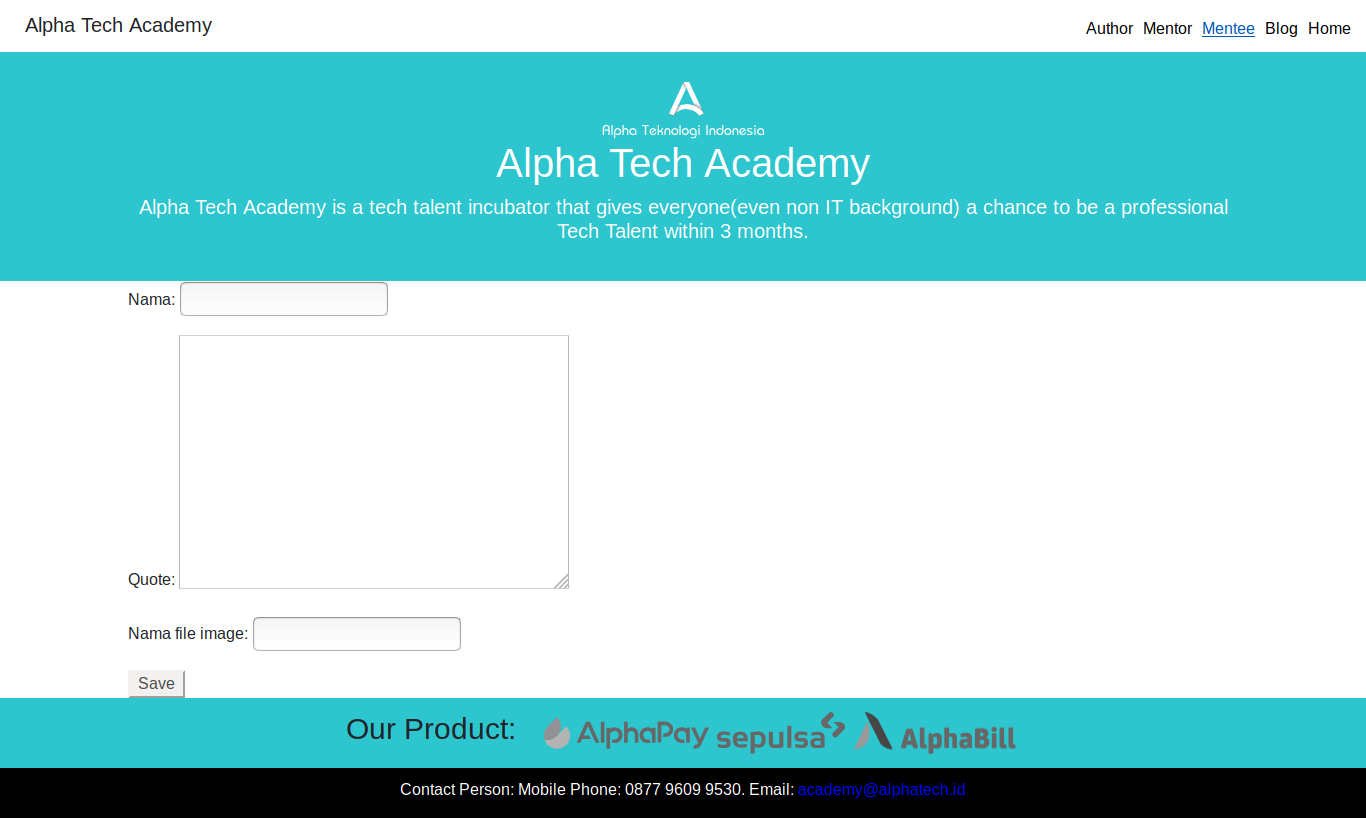 Alpha Tech Academy
Author Mentor Mentee Blog Home
Alpha Teknologi Indonesia
Alpha Tech Academy
Alpha Tech Academy is a tech talent incubator that gives everyone(even non IT background) a chance to be a professional
Tech Talent within 3 months.
Nama:
Quote:
Nama file image:
Save
Our Product: AlphaPay sepulsa AlphaBill
Contact Person: Mobile Phone: 0877 9609 9530. Email: academy@alphatech.id